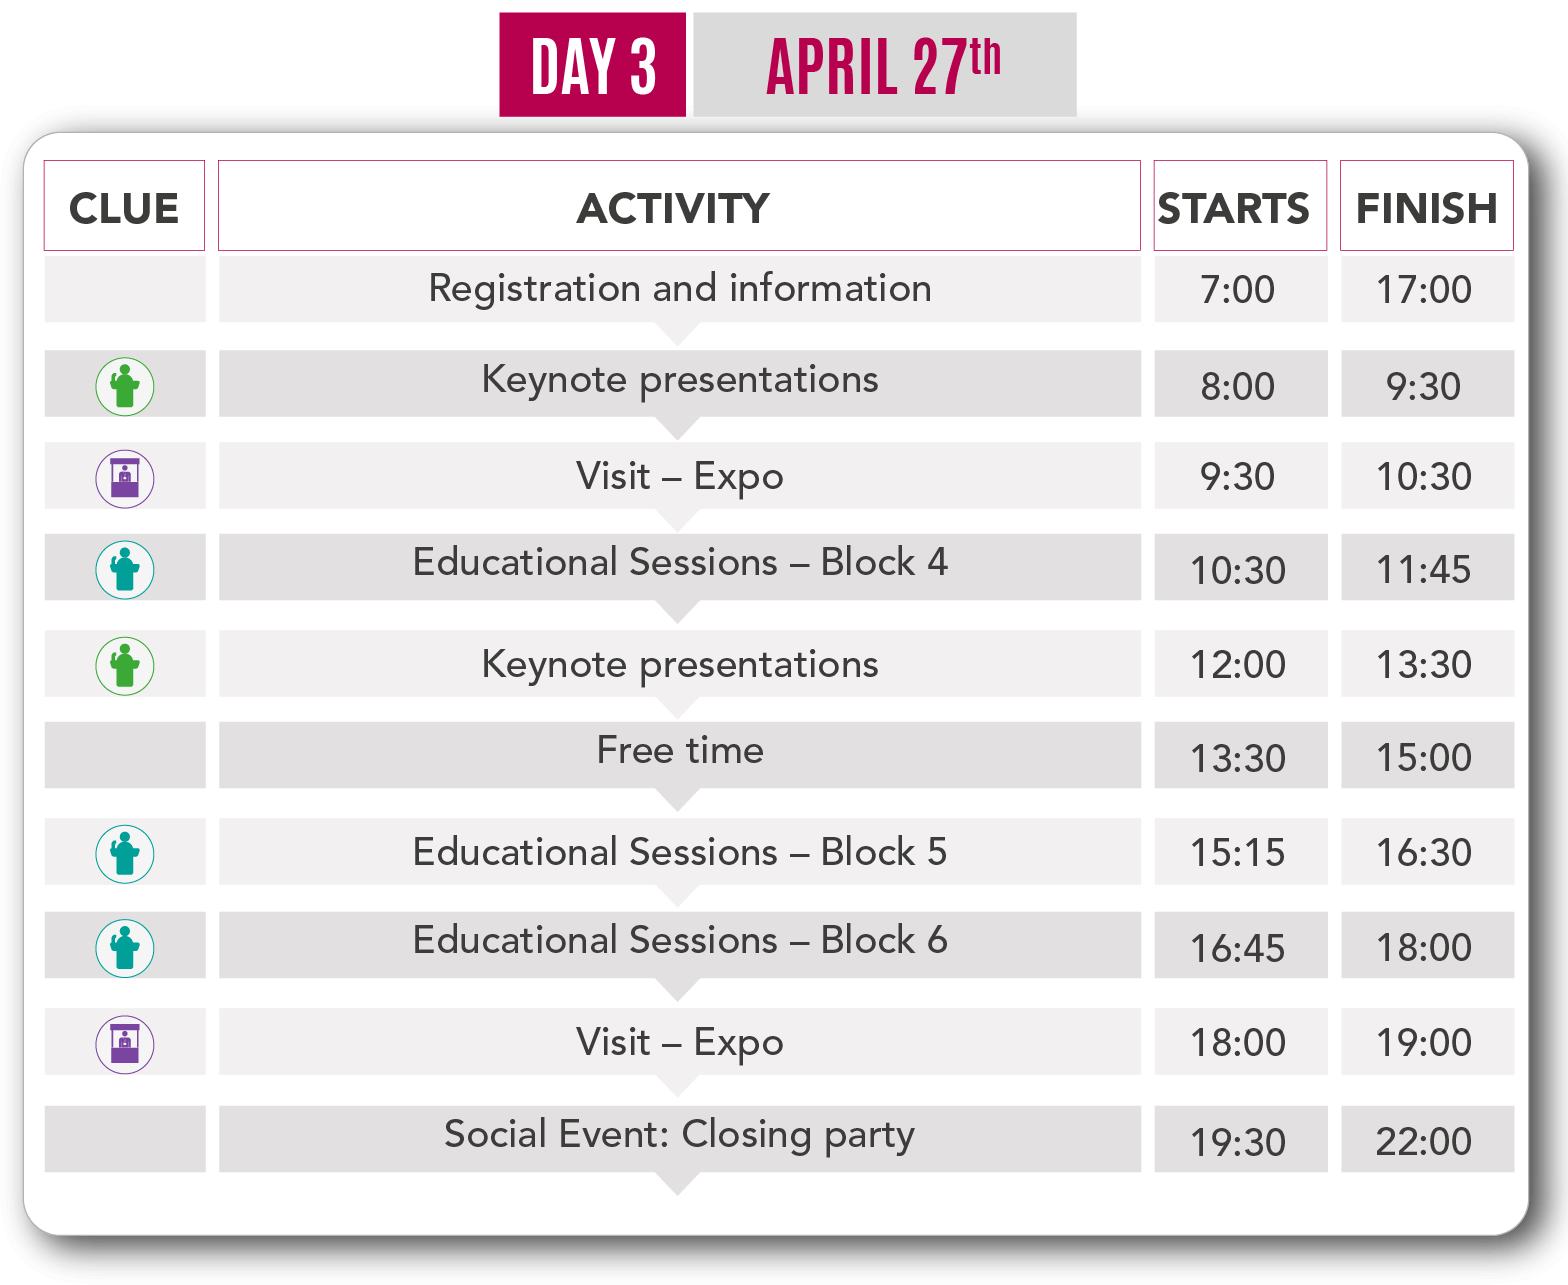 DAY 3 APRIL 27th
CLUE ACTIVITY STARTS FINISH
Registration and information 7:00 17:00
Keynote presentations 8:00 9:30
Visit – Expo 9:30 10:30
Educational Sessions – Block 4 10:30 11:45
Keynote presentations 12:00 13:30
Free time 13:30 15:00
Educational Sessions – Block 5 15:15 16:30
Educational Sessions – Block 6 16:45 18:00
Visit – Expo 18:00 19:00
Social Event: Closing party 19:30 22:00